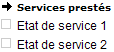 Services prestés
Etat de service 1
Etat de service 2